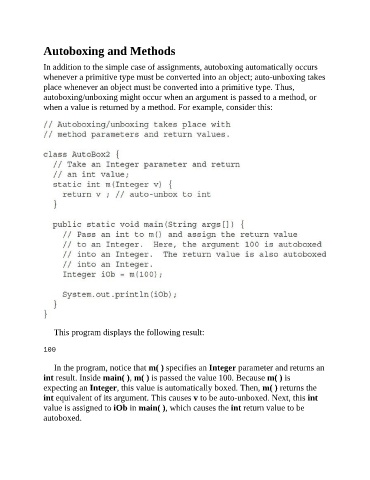 Autoboxing and Methods
In addition to the simple case of assignments, autoboxing automatically occurs
whenever a primitive type must be converted into an object; auto-unboxing takes
place whenever an object must be converted into a primitive type. Thus,
autoboxing/unboxing might occur when an argument is passed to a method, or
when a value is returned by a method. For example, consider this:
// Autoboxing/unboxing takes place with
// method parameters and return values.
class AutoBox2 {
// Take an Integer parameter and return
// an int value;
static int m(Integer v) {
return v ; // auto-unbox to int
}
public static void main(String args[]) {
// Pass an int to m() and assign the return value
// to an Integer. Here, the argument 100 is autoboxed
// into an Integer. The return value is also autoboxed
// into an Integer.
Integer iOb = m(100);
System.out.println(iOb);
}
}
This program displays the following result:
100
In the program, notice that m( ) specifies an Integer parameter and returns an
int result. Inside main( ), m( ) is passed the value 100. Because m( ) is
expecting an Integer, this value is automatically boxed. Then, m( ) returns the
int equivalent of its argument. This causes v to be auto-unboxed. Next, this int
value is assigned to iOb in main( ), which causes the int return value to be
autoboxed.